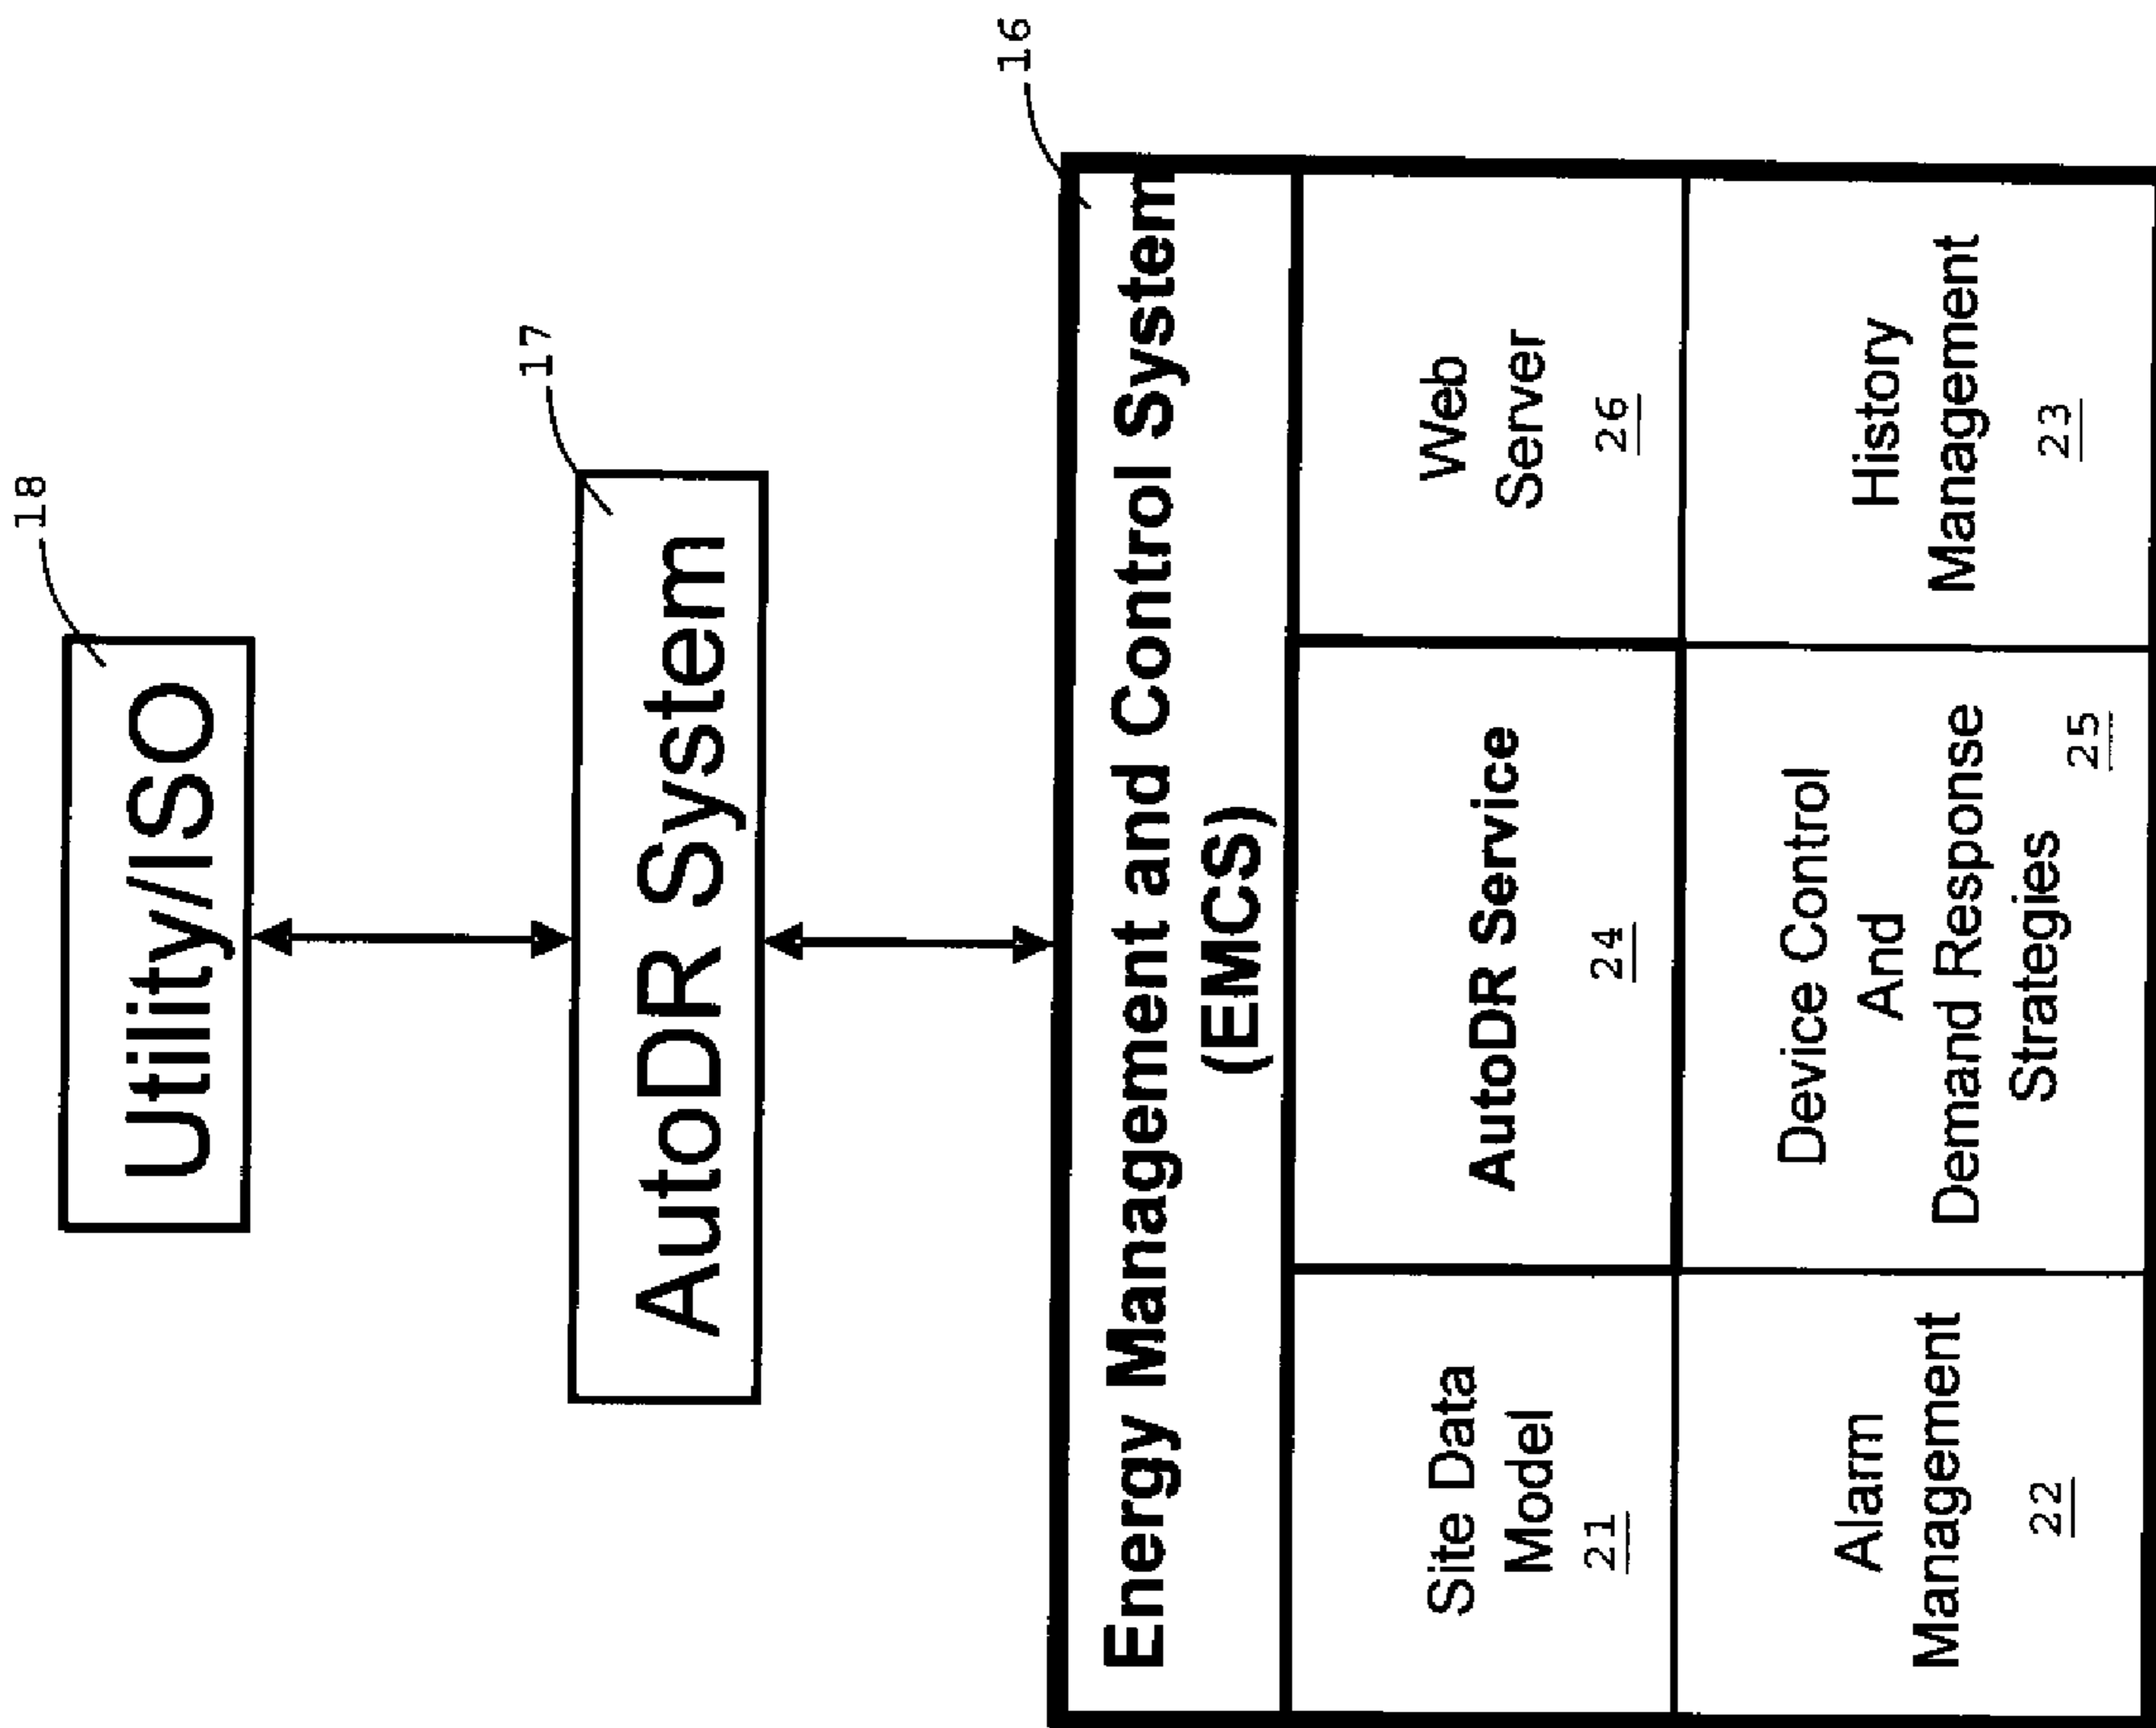 18
Utility/ISO
17
AutoDR System
16
Energy Management and Control System
(EMCS)
Site Data
Model
21
AutoDR Service
24
Web
Server
26
Alarm
Management
22
Device Control
And
Demand Response
Strategies
25
History
Management
23